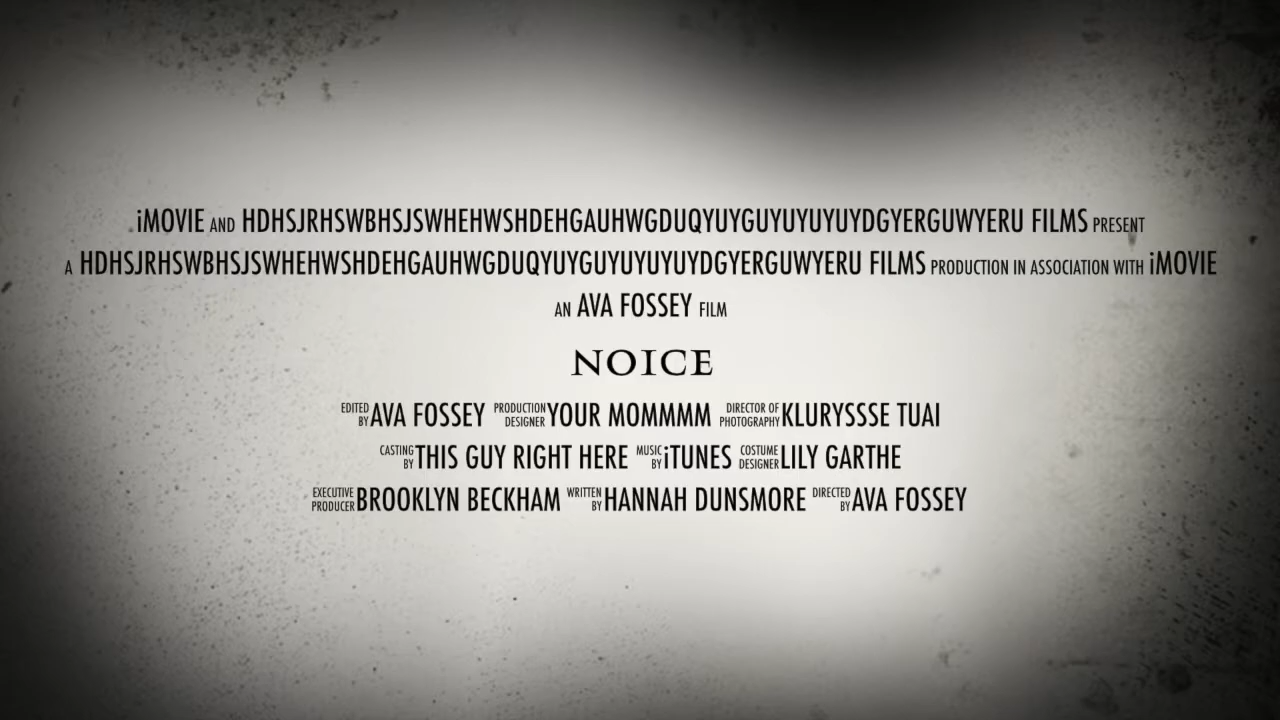 iMOVIE AND HDHSJRHSWBHSJSWHEHWSHDEHGAUHWGDUQYUYGUYUYUYUYDGYERGUWYERU FILMS PRESENT
A HDHSJRHSWBHSJSWHEHWSHDEHGAUHWGDUQYUYGUYUYUYUYDGYERGUWYERU FILMS PRODUCTION IN ASSOCIATION WITH iMOVIE
AN AVA FOSSEY FILM
NOICE
EDITED BY AVA FOSSEY PRODUCTION DESIGNER YOUR MOMMMM DIRECTOR OF PHOTOGRAPHY KLURYSSSE TUAI
CASTING BY THIS GUY RIGHT HERE MUSIC BY iTUNES COSTUME DESIGNER LILY GARTHE
EXECUTIVE PRODUCER BROOKLYN BECKHAM WRITTEN BY HANNAH DUNSMORE DIRECTED BY AVA FOSSEY